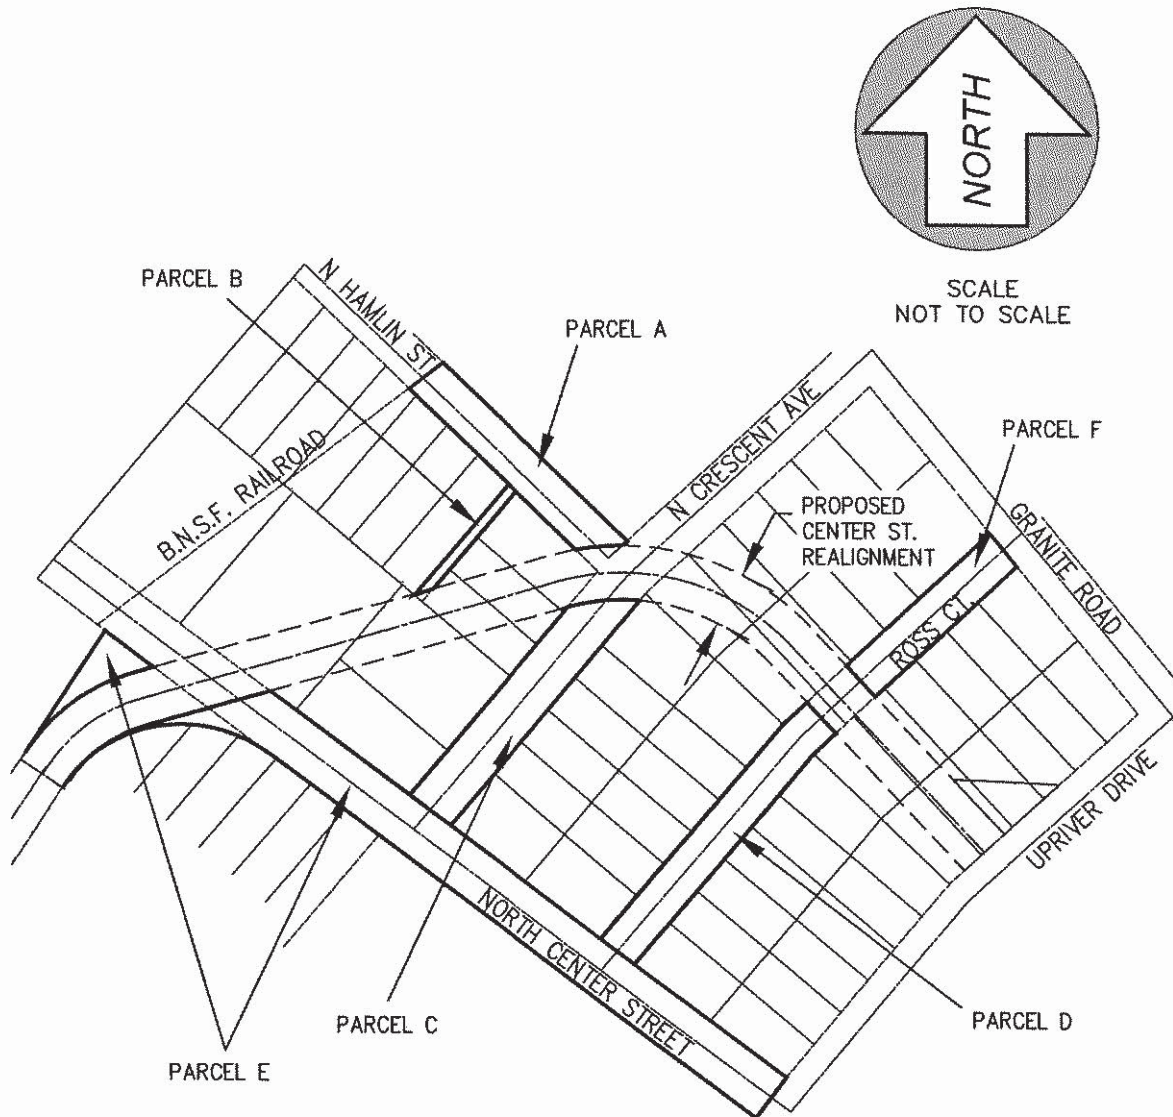 NORTH
SCALE
NOT TO SCALE
PARCEL B
N HAMLIN ST.
PARCEL A
N CRESCENT AVE
PARCEL F
B.N.S.F. RAILROAD
PROPOSED
CENTER ST.
REALIGNMENT
GRANITE ROAD
ROSS CT.
UPRIVER DRIVE
NORTH CENTER STREET
PARCEL C
PARCEL D
PARCEL E